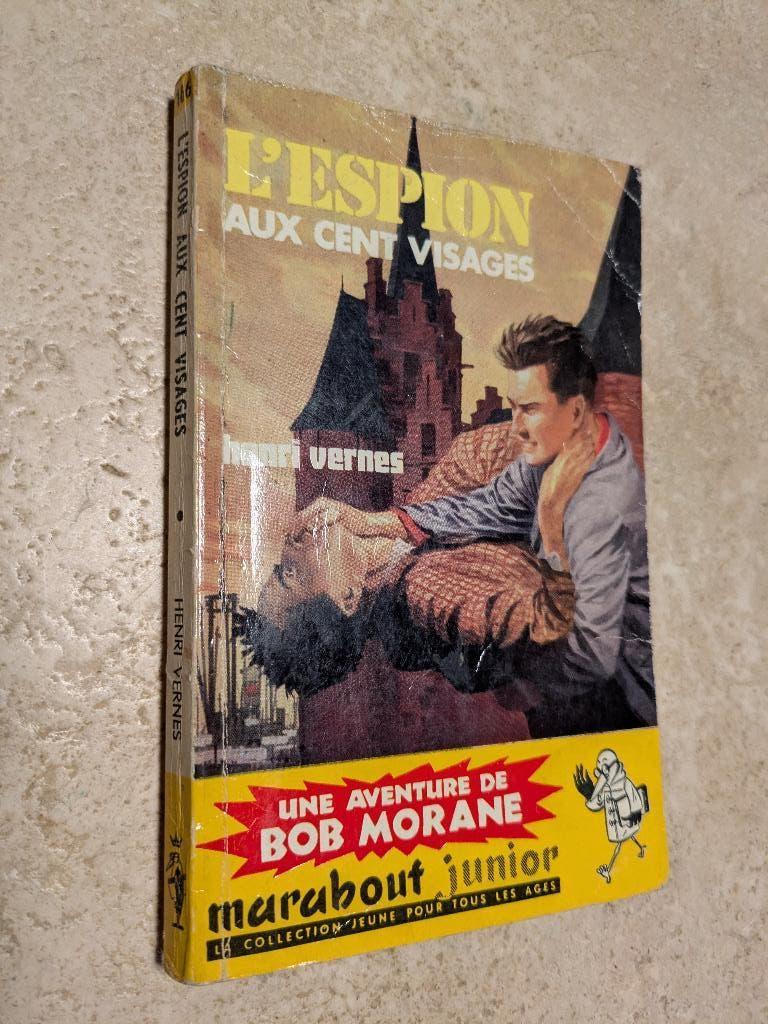 L'ESPION
AUX CENT VISAGES
henri vernes
UNE AVENTURE DE
BOB MORANE
marabout junior
LA COLLECTION JEUNE POUR TOUS LES AGES
116
L'ESPION AUX CENT VISAGES • HENRI VERNES